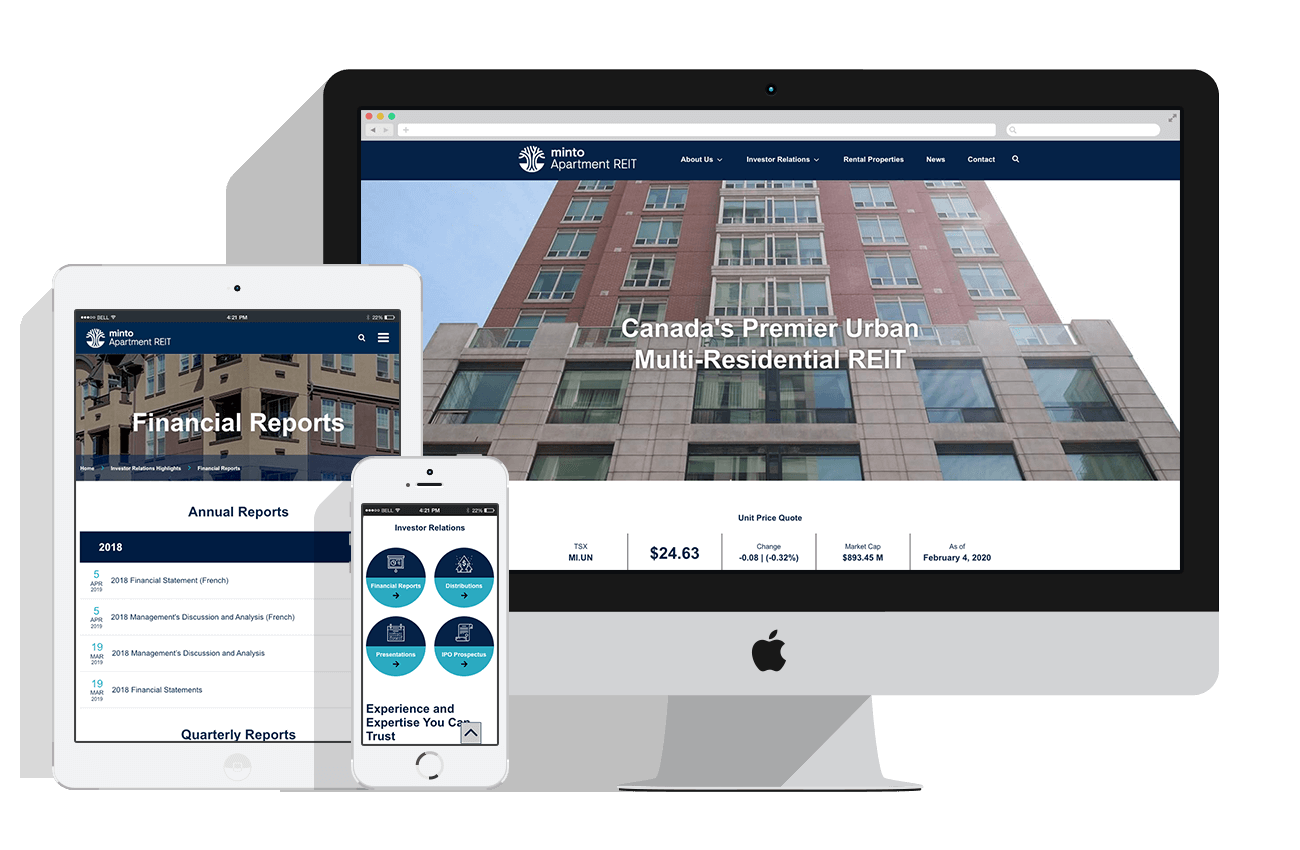 minto
Apartment REIT
About Us
Investor Relations
Rental Properties
News
Contact
Canada's Premier Urban
Multi-Residential REIT
Unit Price Quote
TSX
MI.UN
$24.63
Change
-0.08 | (-0.32%)
Market Cap
$893.45 M
As of
February 4, 2020
BELL
4:21 PM
22%
minto
Apartment REIT
Financial Reports
Home
Investor Relations Highlights
Financial Reports
Annual Reports
2018
5
APR
2019
2018 Financial Statement (French)
5
APR
2019
2018 Management's Discussion and Analysis (French)
19
MAR
2019
2018 Management's Discussion and Analysis
19
MAR
2019
2018 Financial Statements
Quarterly Reports
BELL
4:21 PM
22%
Investor Relations
Financial Reports
Distributions
Presentations
IPO Prospectus
Experience and
Expertise You Can
Trust